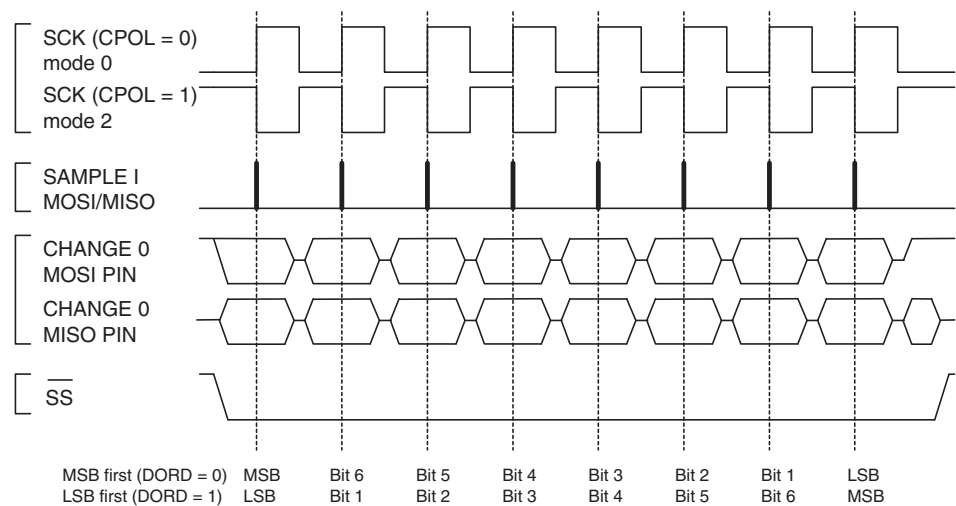 SCK (CPOL = 0)
mode 0
SCK (CPOL = 1)
mode 2
SAMPLE I
MOSI/MISO
CHANGE 0
MOSI PIN
CHANGE 0
MISO PIN
SS
MSB first (DORD = 0) MSB Bit 6 Bit 5 Bit 4 Bit 3 Bit 2 Bit 1 LSB
LSB first (DORD = 1) LSB Bit 1 Bit 2 Bit 3 Bit 4 Bit 5 Bit 6 MSB